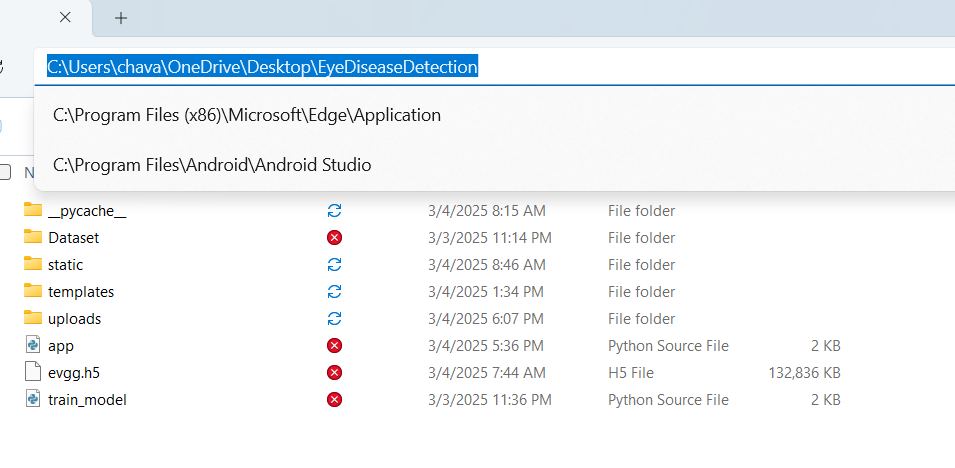 C:\Users\chava\OneDrive\Desktop\EyeDiseaseDetection
C:\Program Files (x86)\Microsoft\Edge\Application
C:\Program Files\Android\Android Studio
N
__pycache__ 3/4/2025 8:15 AM File folder
Dataset 3/3/2025 11:14 PM File folder
static 3/4/2025 8:46 AM File folder
templates 3/4/2025 1:34 PM File folder
uploads 3/4/2025 6:07 PM File folder
app 3/4/2025 5:36 PM Python Source File 2 KB
evgg.h5 3/4/2025 7:44 AM H5 File 132,836 KB
train_model 3/3/2025 11:36 PM Python Source File 2 KB